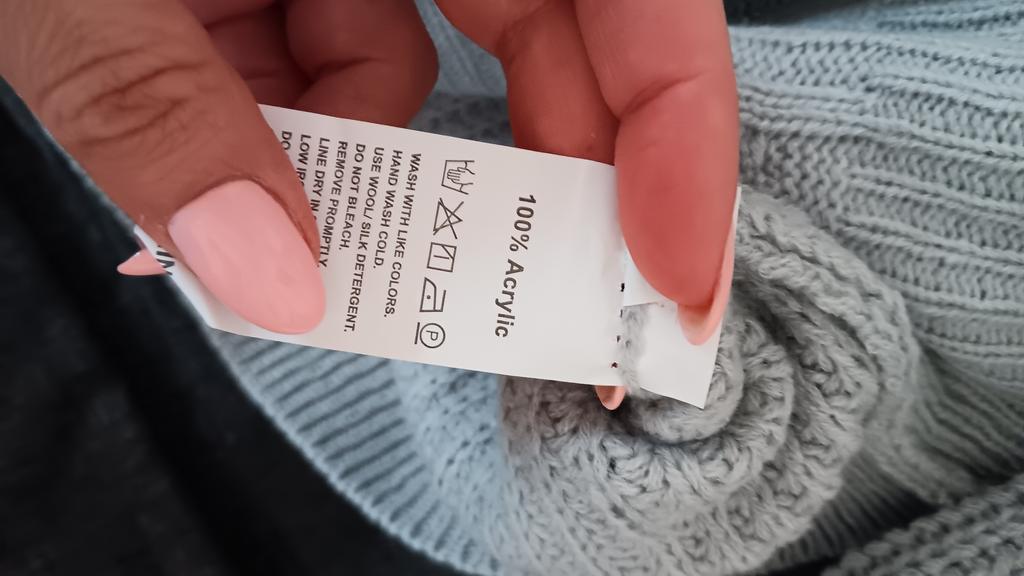 100% Acrylic
P
WASH WITH LIKE COLORS.
HAND WASH COLD.
USE WOOL/ SILK DETERGENT.
DO NOT BLEACH.
REMOVE PROMPTLY.
LINE DRY IN
LOW
DO